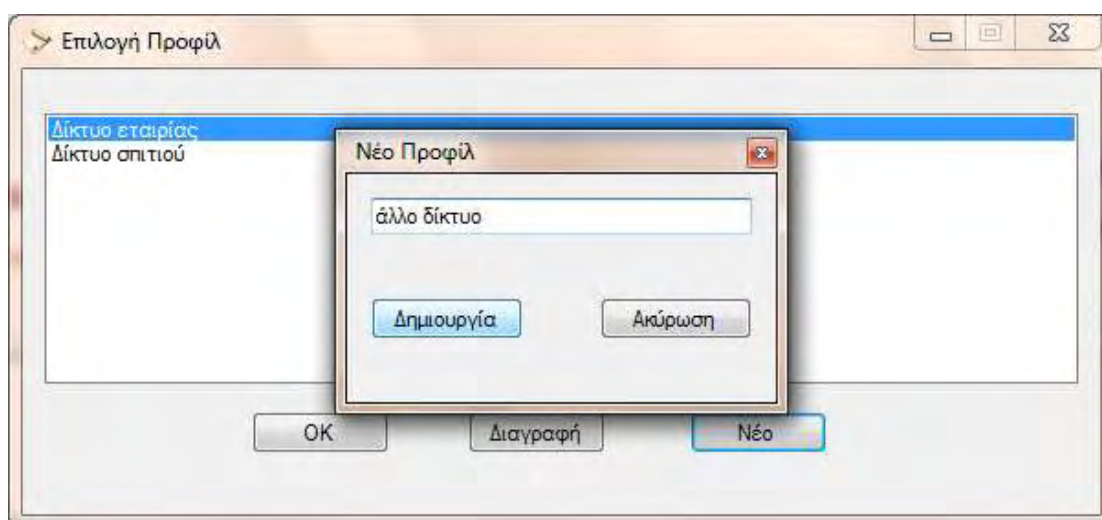 Επιλογή Προφίλ
Δίκτυο εταιρίας
Δίκτυο σπιτιού
Νέο Προφίλ
άλλο δίκτυο
Δημιουργία
Ακύρωση
OK
Διαγραφή
Νέο